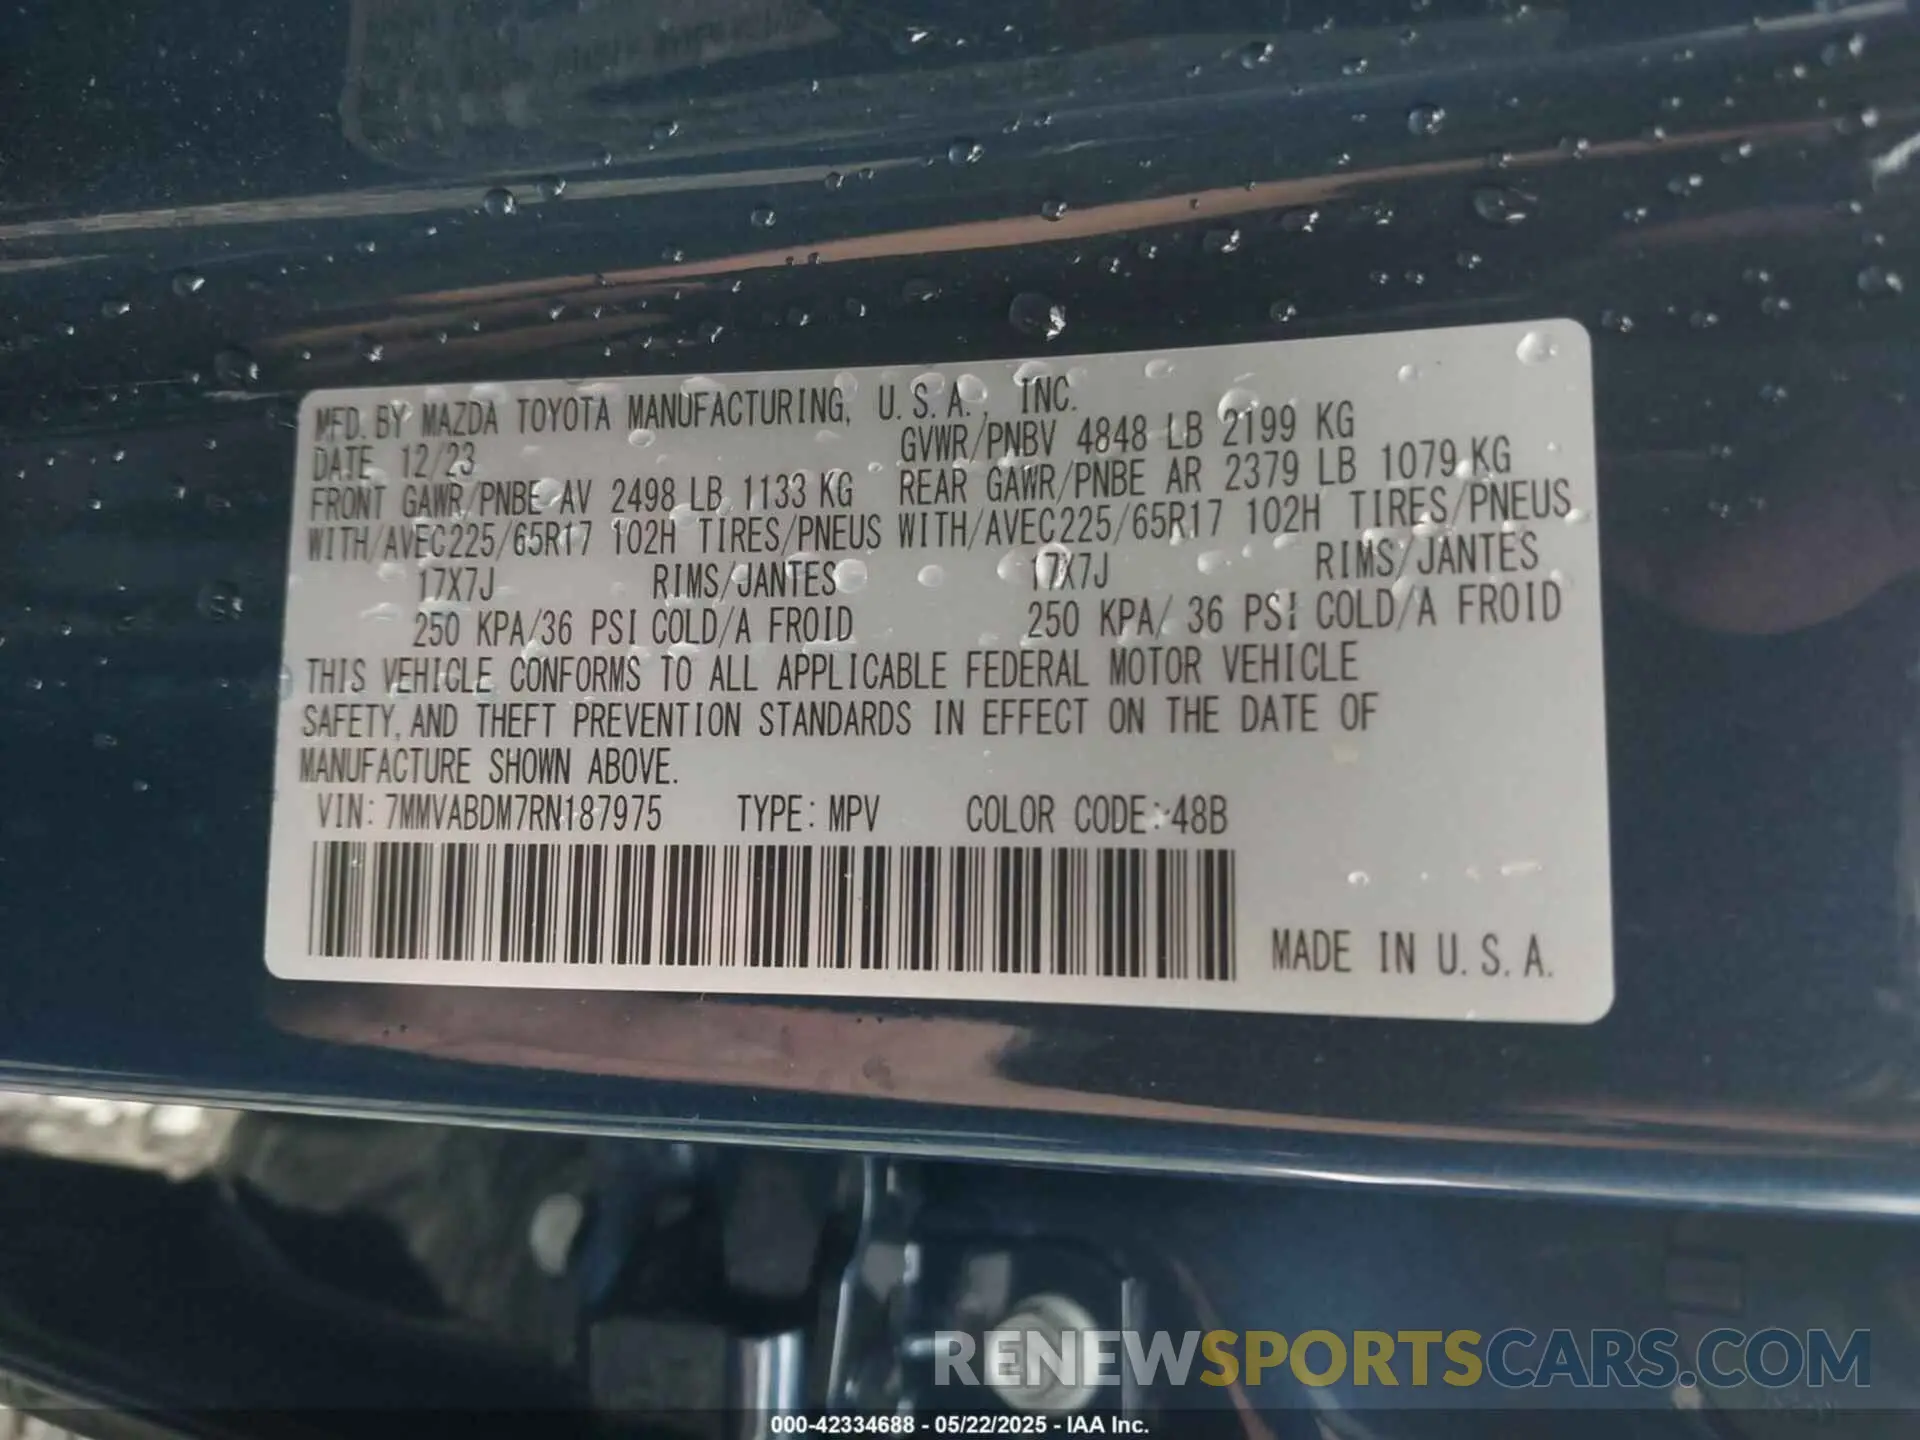 MFD. BY MAZDA TOYOTA MANUFACTURING, U.S.A., INC.
DATE 12/23 GVWR/PNBV 4848 LB 2199 KG
FRONT GAWR/PNBE AV 2498 LB 1133 KG REAR GAWR/PNBE AR 2379 LB 1079 KG
WITH/AVEC225/65R17 102H TIRES/PNEUS WITH/AVEC225/65R17 102H TIRES/PNEUS
17X7J RIMS/JANTES 17X7J RIMS/JANTES
250 KPA/36 PSI COLD/A FROID 250 KPA/ 36 PSI COLD/A FROID
THIS VEHICLE CONFORMS TO ALL APPLICABLE FEDERAL MOTOR VEHICLE
SAFETY, AND THEFT PREVENTION STANDARDS IN EFFECT ON THE DATE OF
MANUFACTURE SHOWN ABOVE.
VIN: 7MMVABDM7RN187975 TYPE: MPV COLOR CODE: 48B
MADE IN U.S.A.
RENEWSPORTSCARS.COM
000-42334688 - 05/22/2025 - IAA Inc.